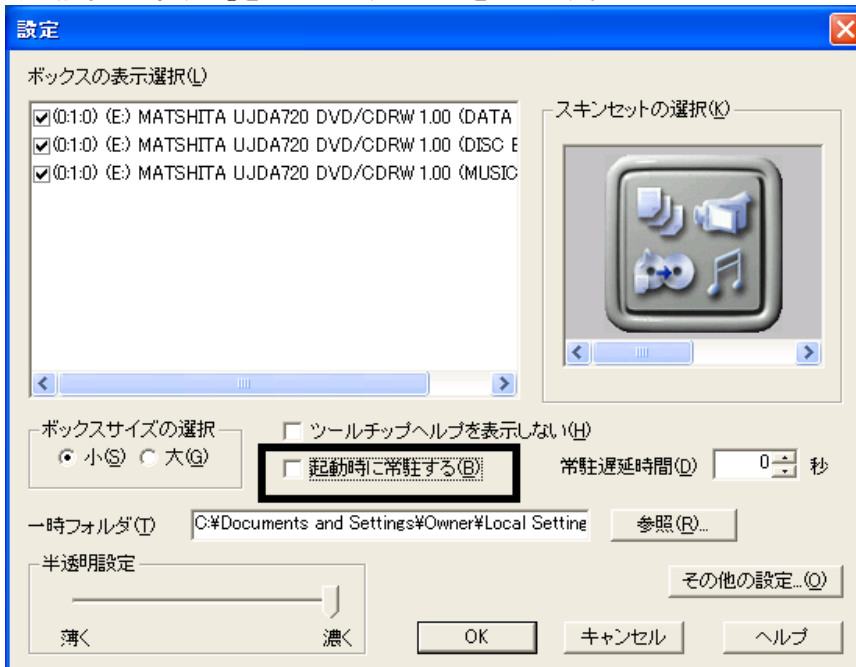 設定
ボックスの表示選択(L)
(0:1:0) (E:) MATSHITA UJDA720 DVD/CDRW 1.00 (DATA
(0:1:0) (E:) MATSHITA UJDA720 DVD/CDRW 1.00 (DISC
(0:1:0) (E:) MATSHITA UJDA720 DVD/CDRW 1.00 (MUSIC
スキンセットの選択(K)
ボックスサイズの選択
小(S) 大(G)
ツールチップヘルプを表示しない(H)
起動時に常駐する(B)
常駐遅延時間(D) 0 秒
一時フォルダ(T) C:¥Documents and Settings¥Owner¥Local Setting 参照(R)...
半透明設定
薄く 濃く
その他の設定...(O)
OK キャンセル ヘルプ